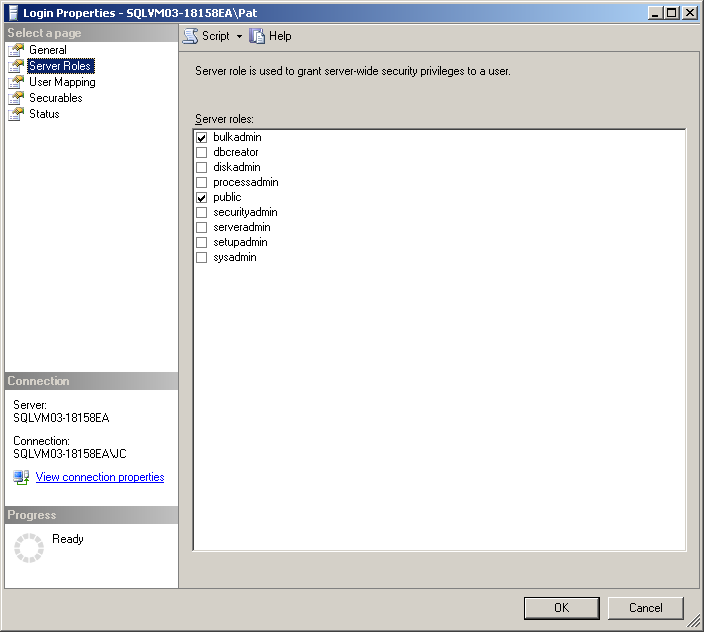 Login Properties - SQLVM03-18158EA\Pat
Select a page
General
Server Roles
User Mapping
Securables
Status
Script
Help
Server role is used to grant server-wide security privileges to a user.
Server roles:
bulkadmin
dbcreator
diskadmin
processadmin
public
securityadmin
serveradmin
setupadmin
sysadmin
Connection
Server:
SQLVM03-18158EA
Connection:
SQLVM03-18158EA\JC
View connection properties
Progress
Ready
OK
Cancel